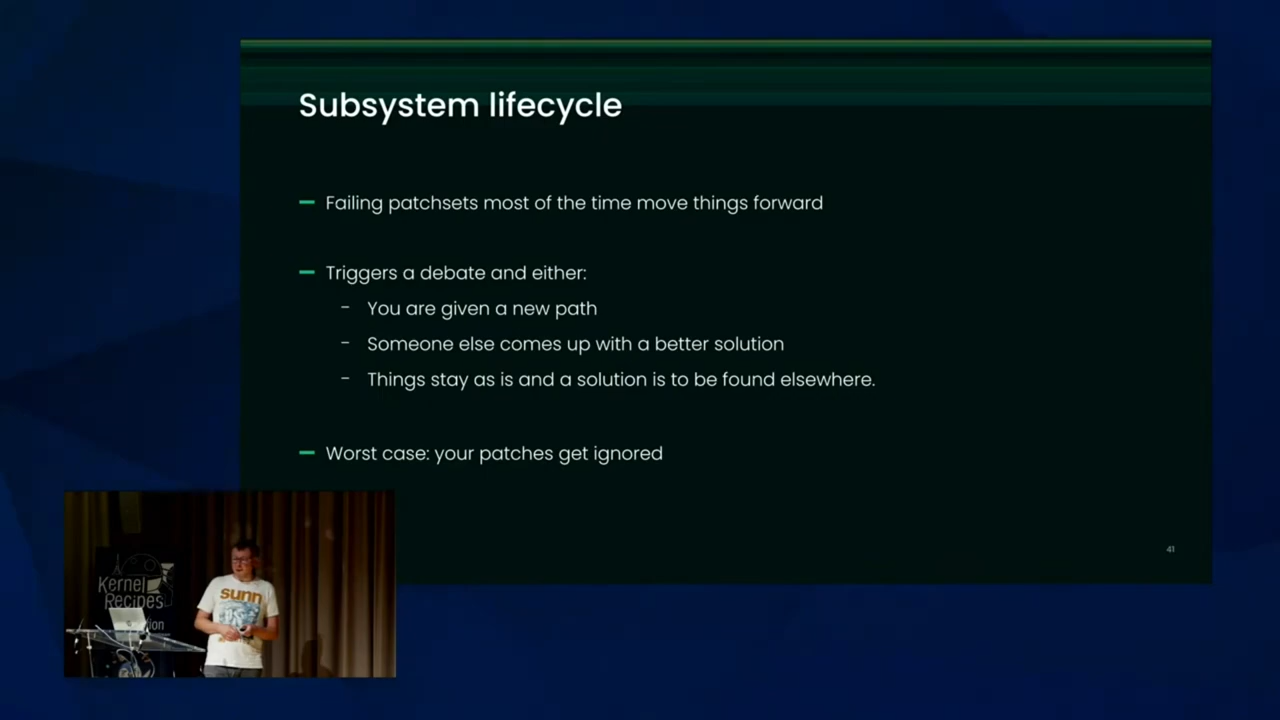 Subsystem lifecycle
Failing patchsets most of the time move things forward
Triggers a debate and either:
You are given a new path
Someone else comes up with a better solution
Things stay as is and a solution is to be found elsewhere.
Worst case: your patches get ignored
41
Kernel
Recipes
sunn